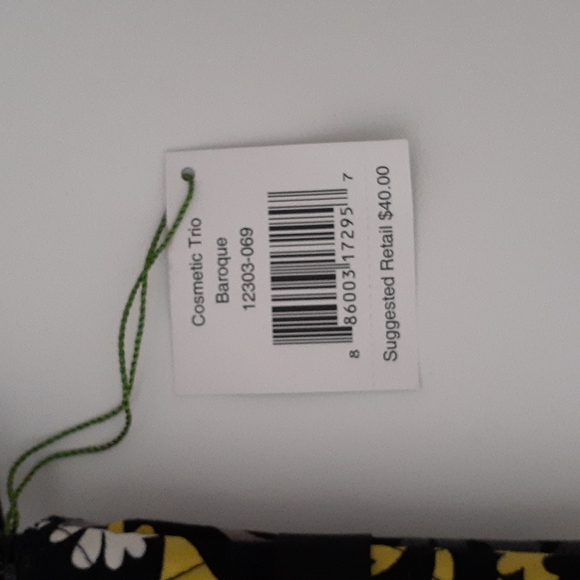 Cosmetic Trio
Baroque
12303-069
8 86003 17295 7
Suggested Retail $40.00